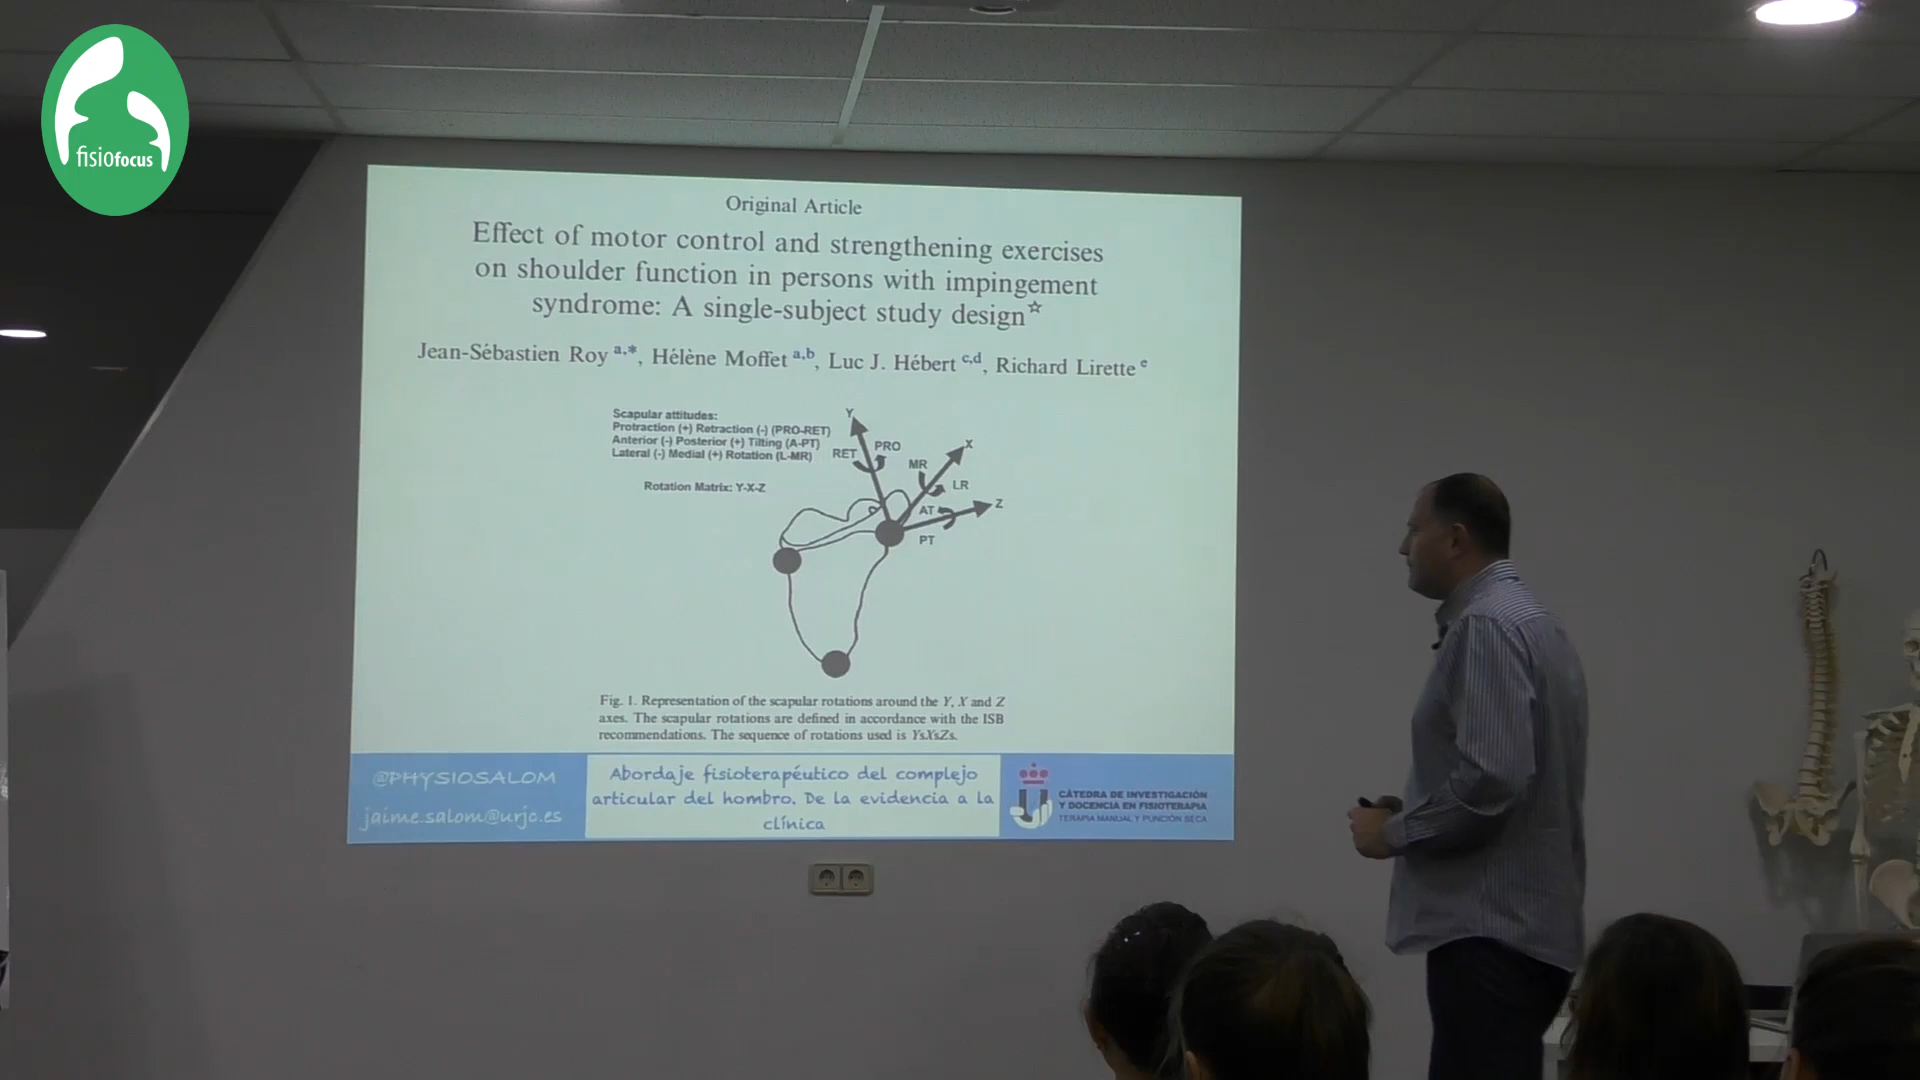 fisiofocus
Original Article
Effect of motor control and strengthening exercises
on shoulder function in persons with impingement
syndrome: A single-subject study design☆
Jean-Sébastien Roy a,*, Hélène Moffet a,b, Luc J. Hébert c,d, Richard Lirette e
Scapular attitudes:
Protraction (+) Retraction (-) (PRO-RET)
Anterior (-) Posterior (+) Tilting (A-PT)
Lateral (-) Medial (+) Rotation (L-MR)
Rotation Matrix: Y-X-Z
Y
X
PRO
RET
MR
LR
Z
AT
PT
Fig. 1. Representation of the scapular rotations around the Y, X and Z
axes. The scapular rotations are defined in accordance with the ISB
recommendations. The sequence of rotations used is YsXsZs.
@PHYSIOSALOM
jaime.salom@urjc.es
Abordaje fisioterapéutico del complejo
articular del hombro. De la evidencia a la
clínica
CÁTEDRA DE INVESTIGACIÓN
Y DOCENCIA EN FISIOTERAPIA
TERAPIA MANUAL Y PUNCIÓN SECA